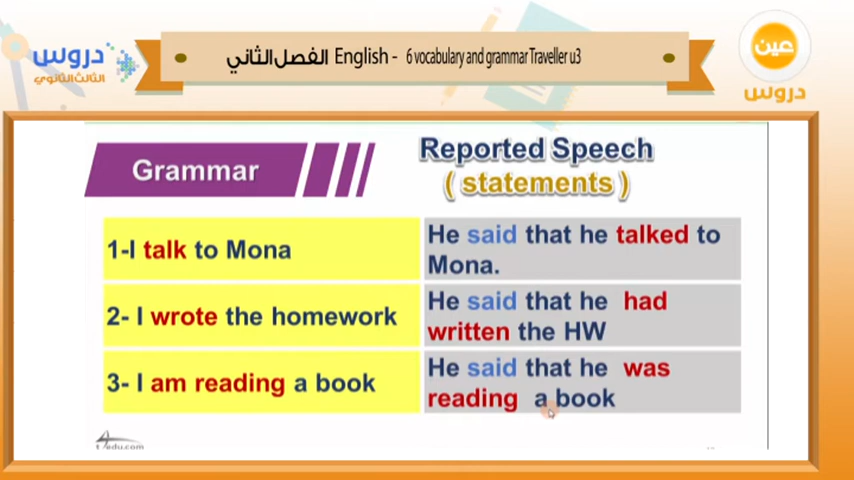 دروس
الثالث الثانوي
الفصل الثاني English - 6 vocabulary and grammar Traveller u3
عين
دروس
Grammar
Reported Speech
( statements )
1-I talk to Mona
He said that he talked to
Mona.
2- I wrote the homework
He said that he had
written the HW
3- I am reading a book
He said that he was
reading a book